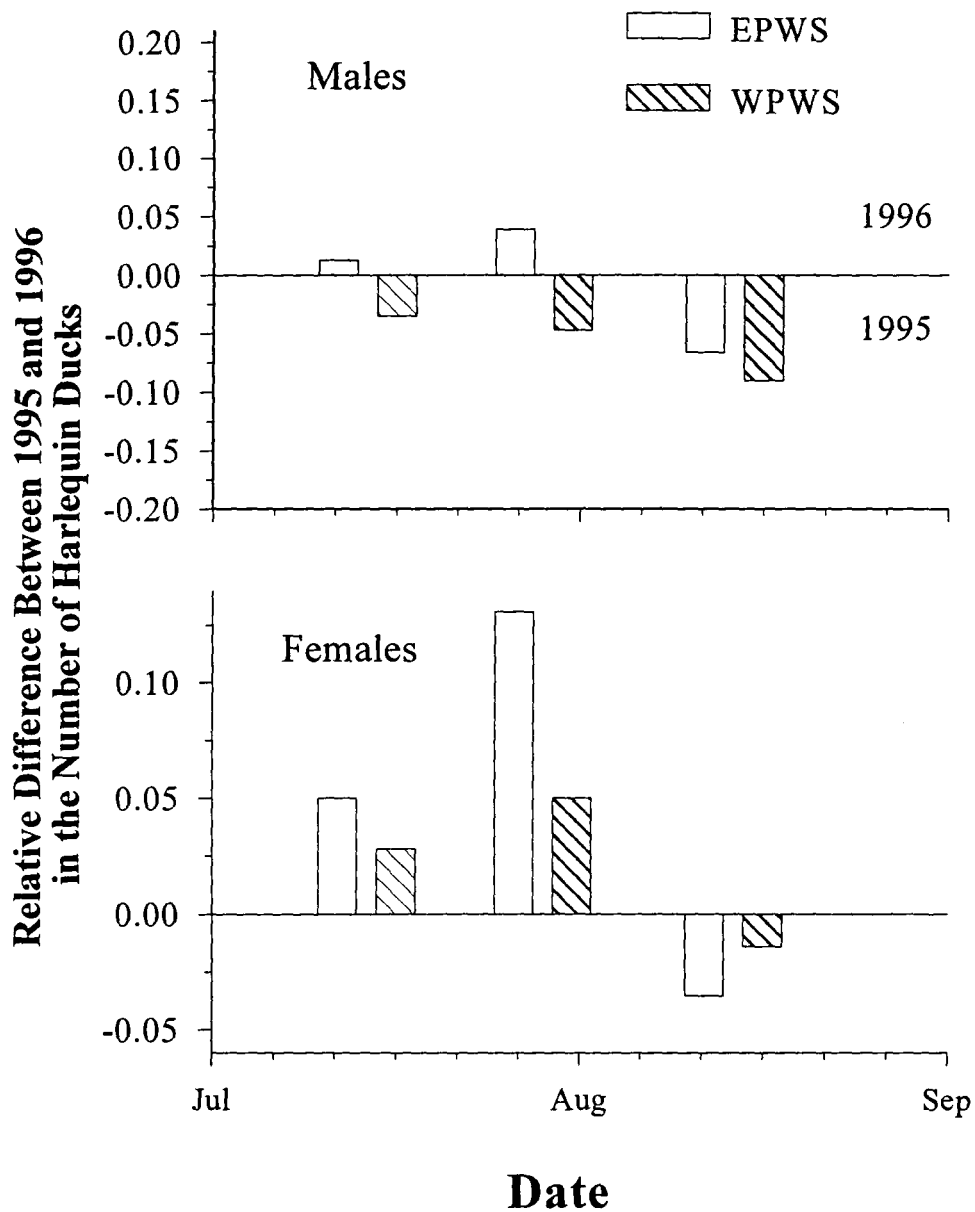 EPWS
WPWS
Males
0.20
0.15
0.10
0.05
0.00
-0.05
-0.10
-0.15
-0.20
1996
1995
Relative Difference Between 1995 and 1996
in the Number of Harlequin Ducks
Females
0.10
0.05
0.00
-0.05
Jul
Aug
Sep
Date